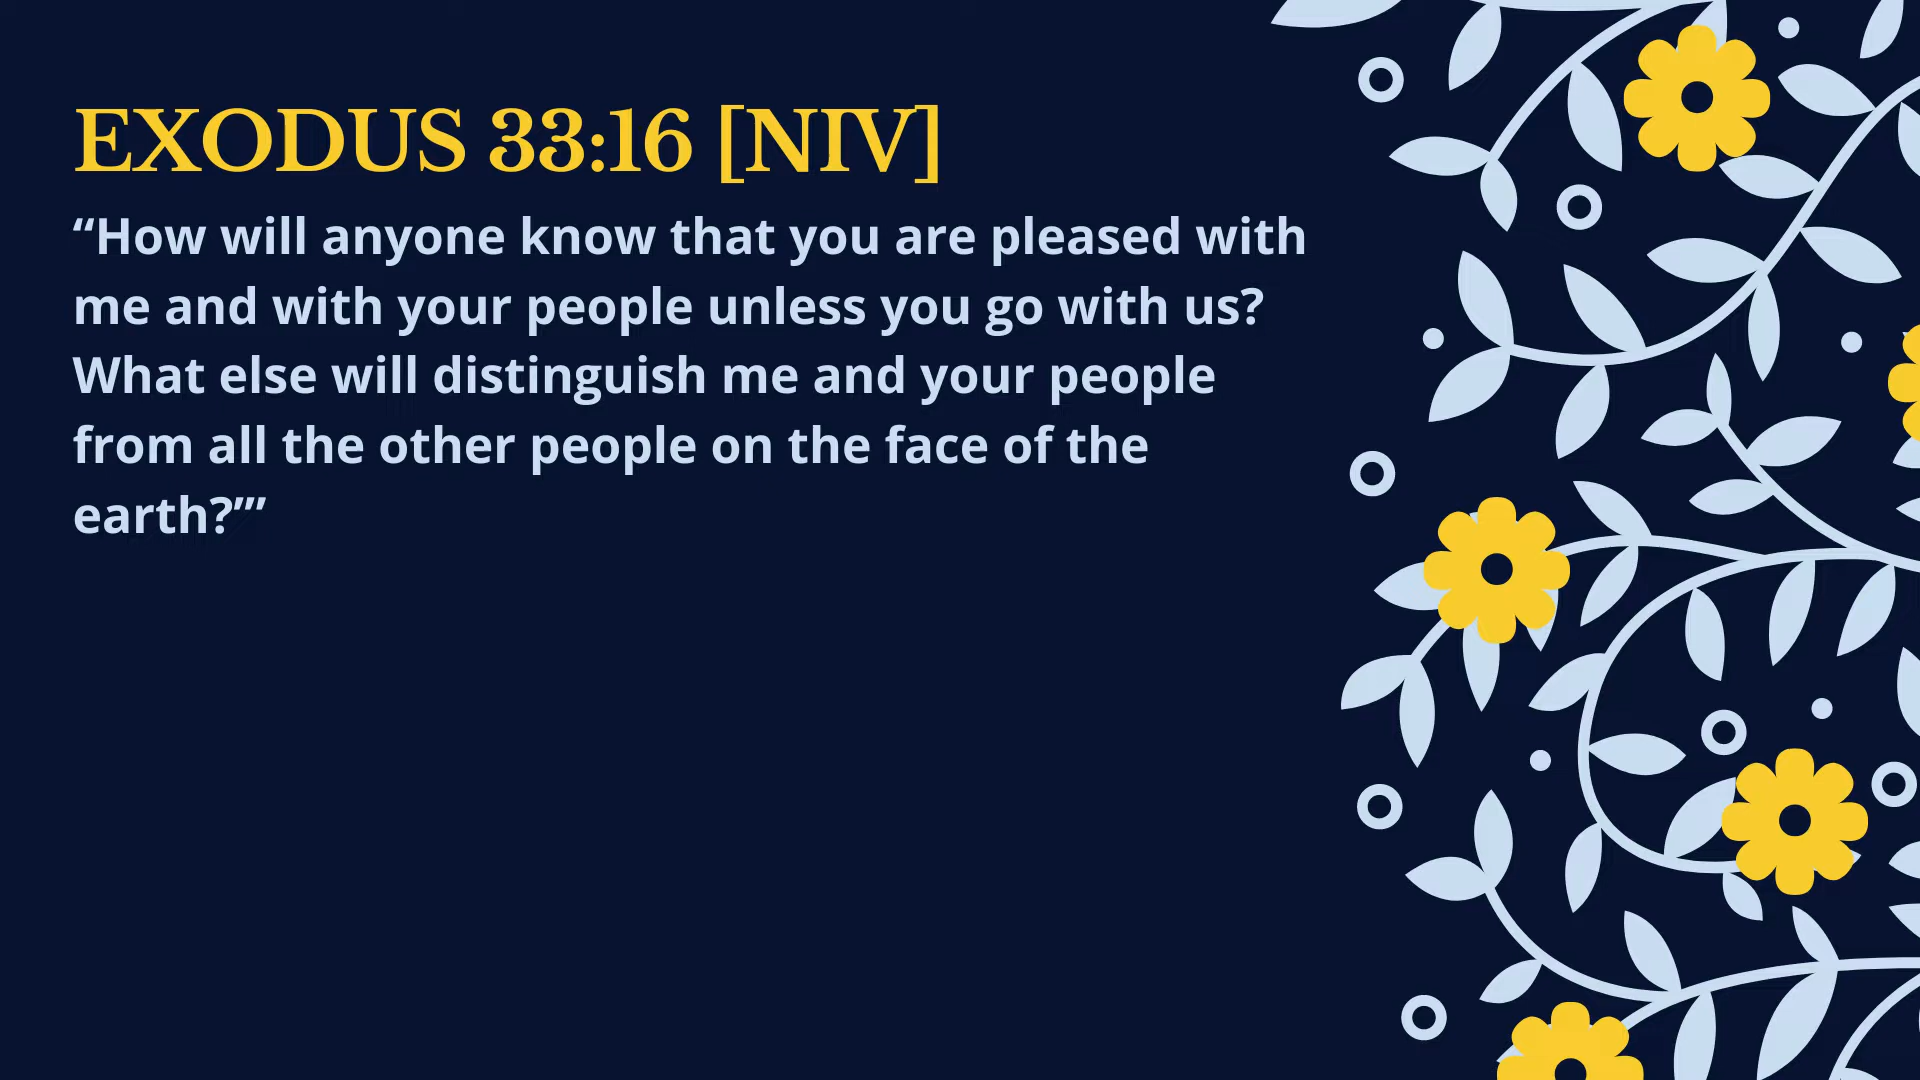 EXODUS 33:16 [NIV]
“How will anyone know that you are pleased with
me and with your people unless you go with us?
What else will distinguish me and your people
from all the other people on the face of the
earth?’”